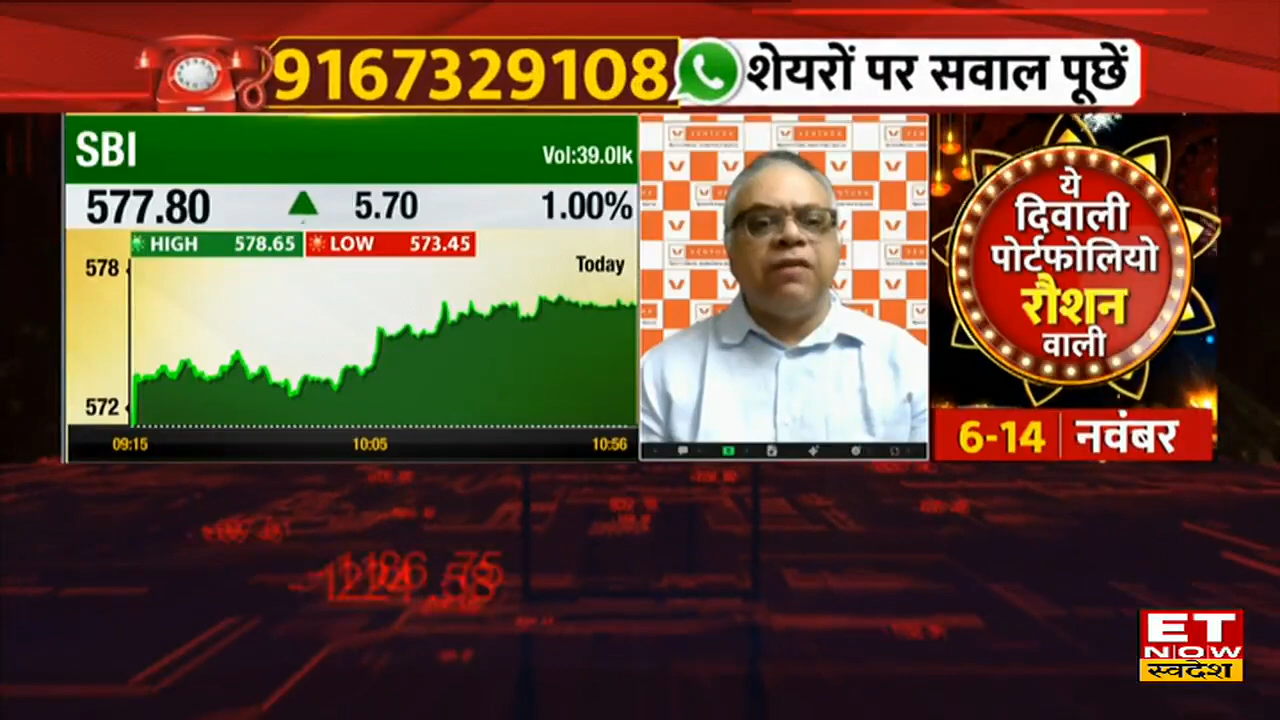 9167329108
शेयरों पर सवाल पूछें
SBI
Vol:39.0lk
577.80 5.70 1.00%
HIGH 578.65 LOW 573.45
Today
578
572
09:15 10:05 10:56
VENTURA
ये
दिवाली
पोर्टफोलियो
रौशन
वाली
6-14 नवंबर
ET
NOW
स्वदेश